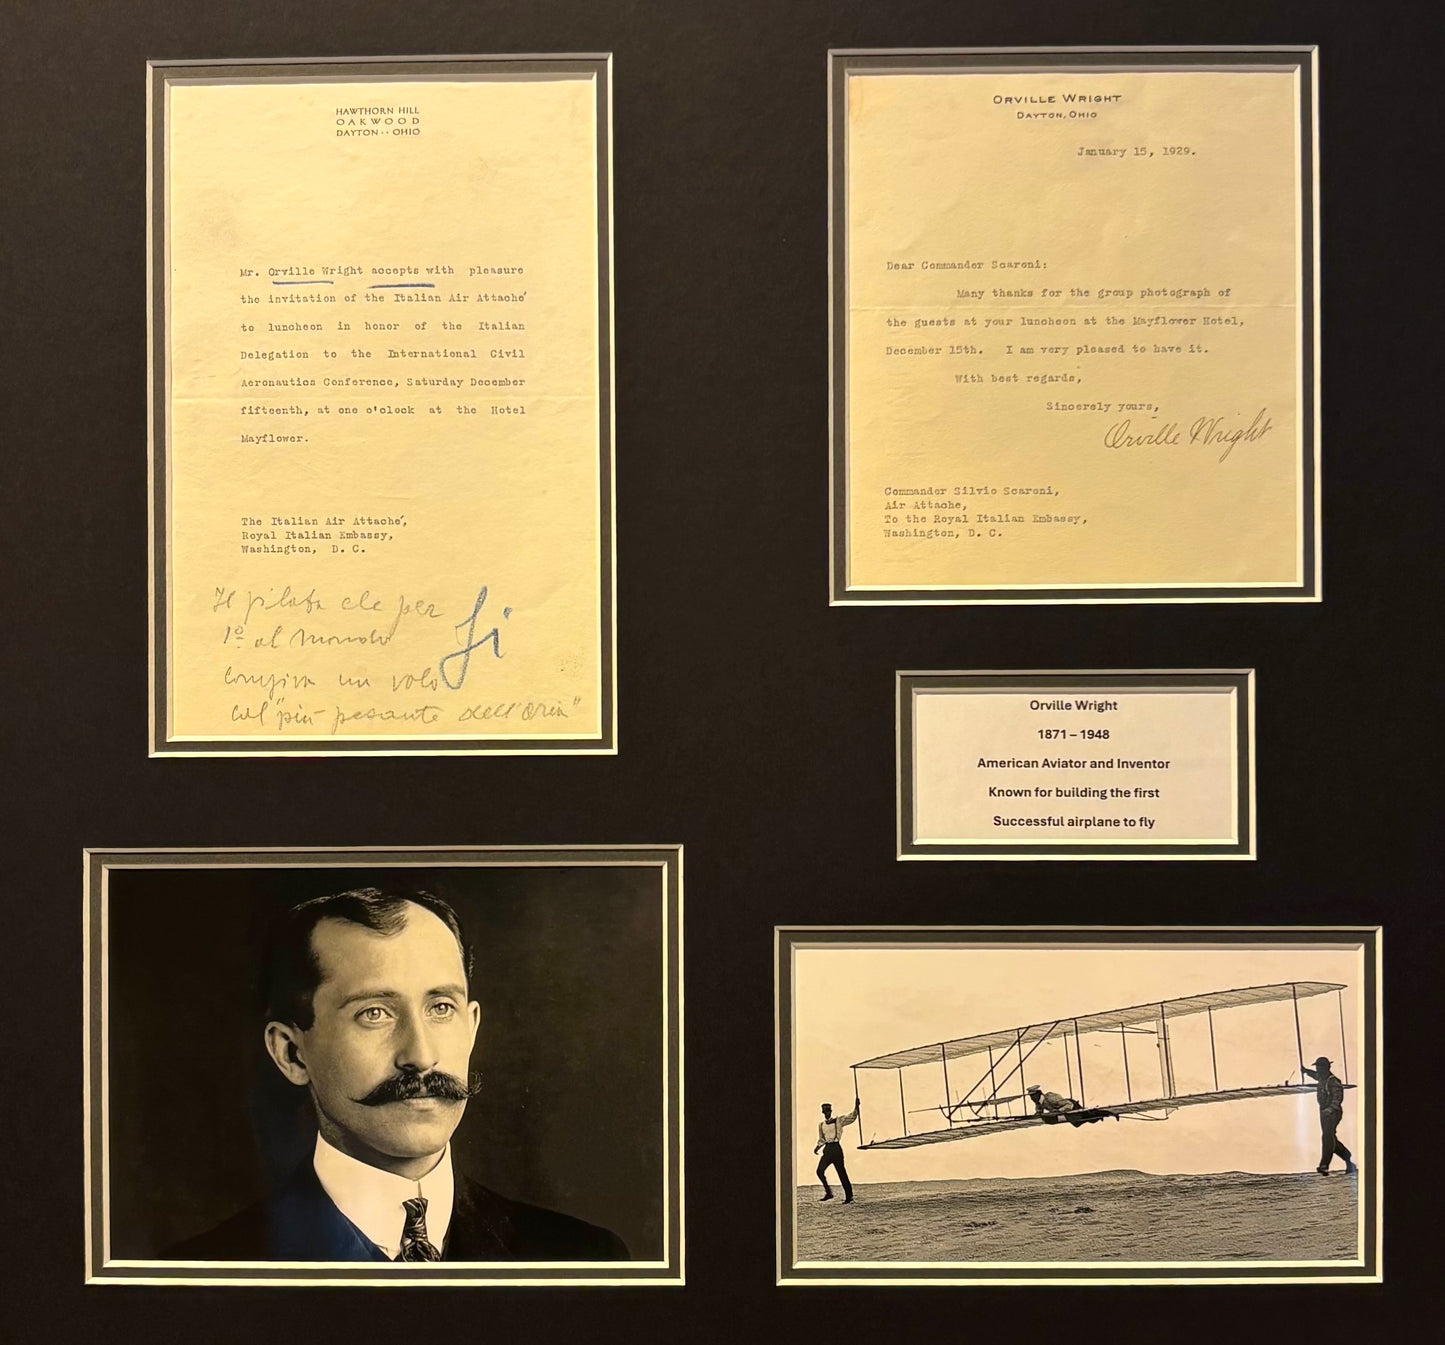 HAWTHORN HILL
OAKWOOD
DAYTON·· OHIO
Mr. Orville Wright accepts with pleasure
the invitation of the Italian Air Attaché
to luncheon in honor of the Italian
Delegation to the International Civil
Aeronautics Conference, Saturday December
fifteenth, at one o'clock at the Hotel
Mayflower.
The Italian Air Attaché,
Royal Italian Embassy,
Washington, D. C.
Il pilota che per
1º al mondo
un volo
col "più pesante dell'aria"
Si
ORVILLE WRIGHT
DAYTON, OHIO
January 15, 1929.
Dear Commander Scaroni:
Many thanks for the group photograph of
the guests at your luncheon at the Mayflower Hotel,
December 15th. I am very pleased to have it.
With best regards,
Sincerely yours,
Orville Wright
Commander Silvio Scaroni,
Air Attache,
To the Royal Italian Embassy,
Washington, D. C.
Orville Wright
1871 – 1948
American Aviator and Inventor
Known for building the first
Successful airplane to fly